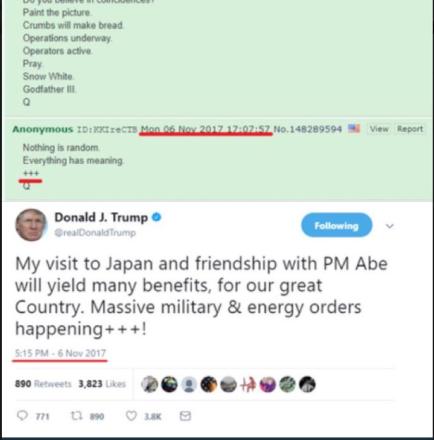 Do you believe in coincidences?
Paint the picture.
Crumbs will make bread.
Operations underway.
Operators active.
Pray.
Snow White.
Godfather III.
Q
Anonymous ID:KKIreCTB Mon 06 Nov 2017 17:07:57 No.148289594 View Report
Nothing is random.
Everything has meaning.
+++
Q
Donald J. Trump
@realDonaldTrump
Following
My visit to Japan and friendship with PM Abe
will yield many benefits, for our great
Country. Massive military & energy orders
happening+++!
5:15 PM - 6 Nov 2017
890 Retweets 3,823 Likes
771 890 3.8K